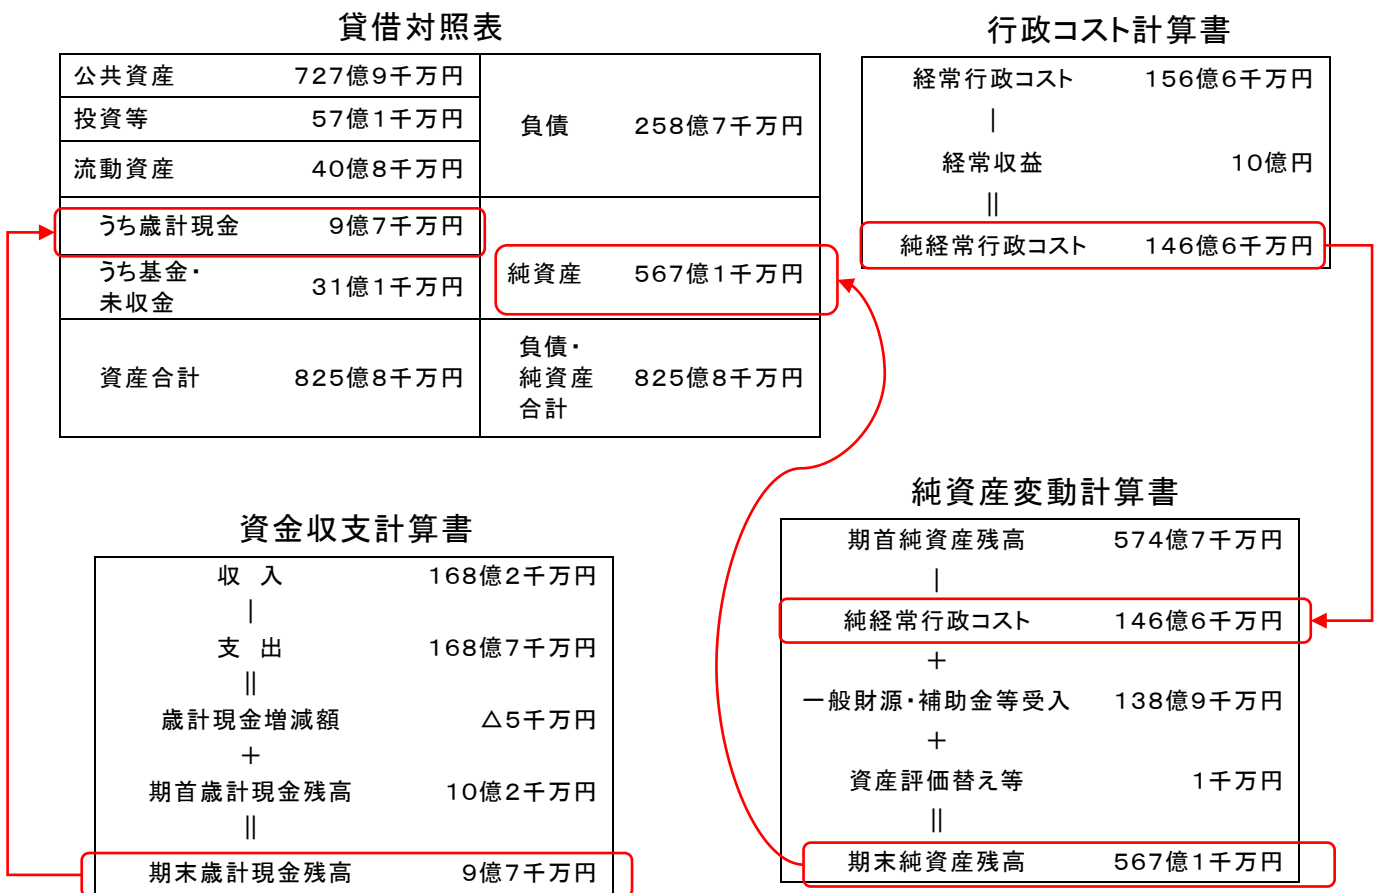 貸借対照表
公共資産 727億9千万円
投資等 57億1千万円
流動資産 40億8千万円
うち歳計現金 9億7千万円
うち基金・
未収金 31億1千万円
資産合計 825億8千万円
負債 258億7千万円
純資産 567億1千万円
負債・
純資産 825億8千万円
合計
行政コスト計算書
経常行政コスト 156億6千万円
|
経常収益 10億円
||
純経常行政コスト 146億6千万円
資金収支計算書
収 入 168億2千万円
|
支 出 168億7千万円
||
歳計現金増減額 △5千万円
+
期首歳計現金残高 10億2千万円
||
期末歳計現金残高 9億7千万円
純資産変動計算書
期首純資産残高 574億7千万円
|
純経常行政コスト 146億6千万円
+
一般財源・補助金等受入 138億9千万円
+
資産評価替え等 1千万円
||
期末純資産残高 567億1千万円